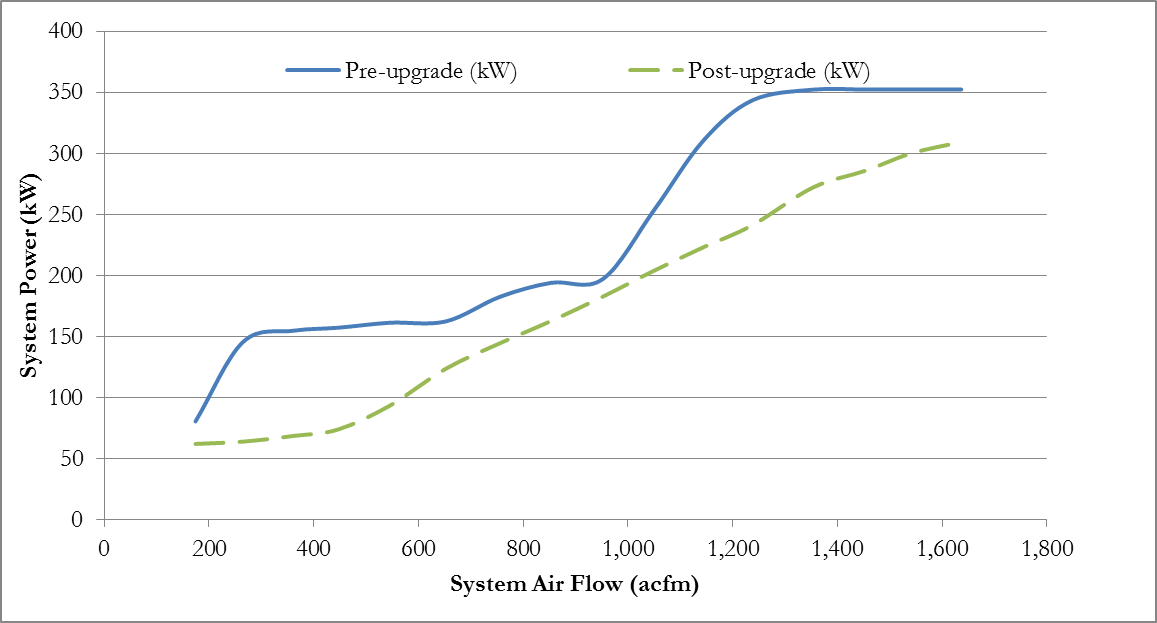 Pre-upgrade (kW) Post-upgrade (kW)
System Power (kW)
400
350
300
250
200
150
100
50
0
0 200 400 600 800 1,000 1,200 1,400 1,600 1,800
System Air Flow (acfm)